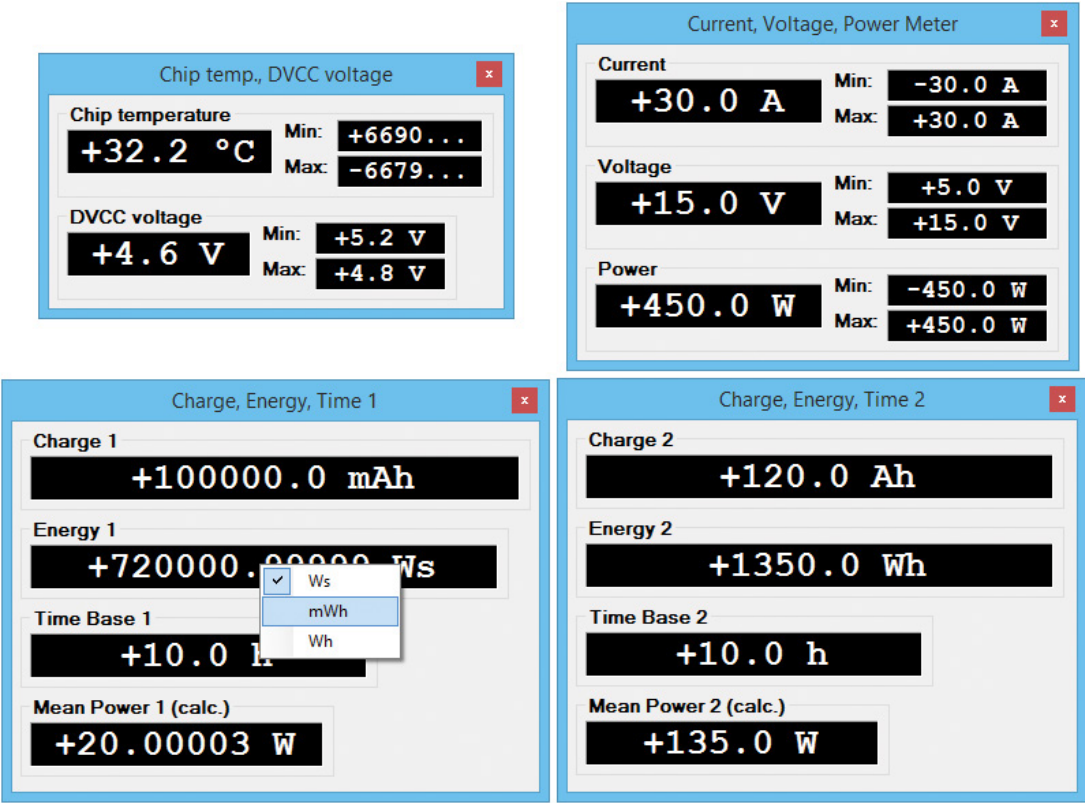 Chip temp., DVCC voltage
x
Chip temperature
+32.2 °C
Min: +6690...
Max: -6679...
DVCC voltage
+4.6 V
Min: +5.2 V
Max: +4.8 V
Current, Voltage, Power Meter
x
Current
+30.0 A
Min: -30.0 A
Max: +30.0 A
Voltage
+15.0 V
Min: +5.0 V
Max: +15.0 V
Power
+450.0 W
Min: -450.0 W
Max: +450.0 W
Charge, Energy, Time 1
x
Charge 1
+100000.0 mAh
Energy 1
+720000. Ws
Ws
mWh
Wh
Time Base 1
+10.0 h
Mean Power 1 (calc.)
+20.00003 W
Charge, Energy, Time 2
x
Charge 2
+120.0 Ah
Energy 2
+1350.0 Wh
Time Base 2
+10.0 h
Mean Power 2 (calc.)
+135.0 W